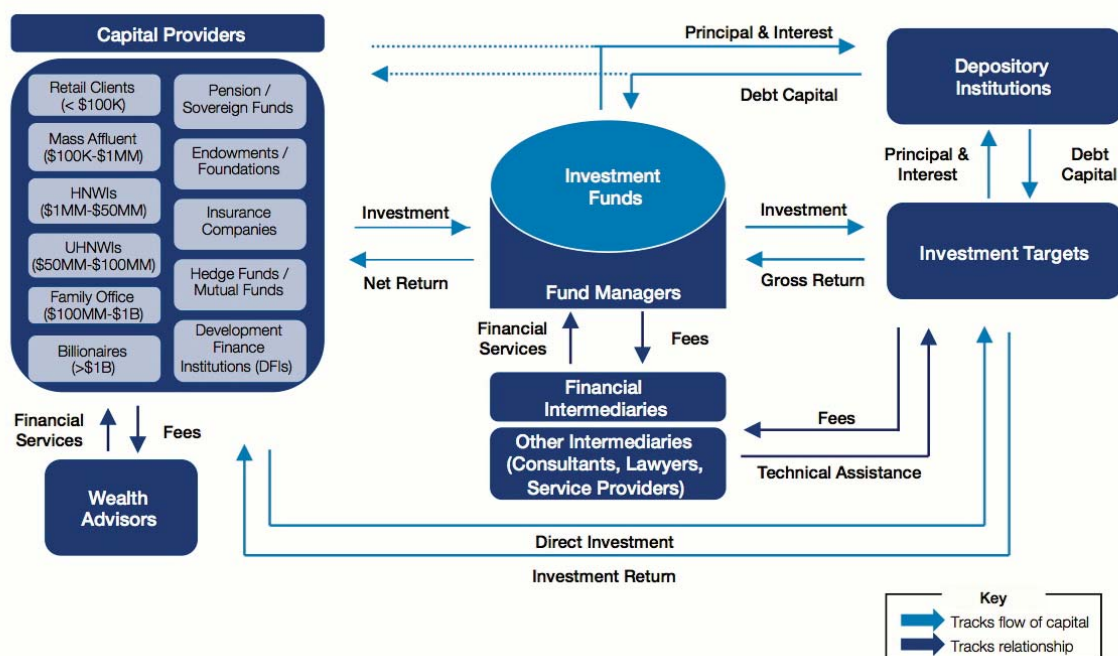 Capital Providers
Retail Clients
(< $100K)
Mass Affluent
($100K-$1MM)
HNWIs
($1MM-$50MM)
UHNWIs
($50MM-$100MM)
Family Office
($100MM-$1B)
Billionaires
(>$1B)
Pension /
Sovereign Funds
Endowments /
Foundations
Insurance
Companies
Hedge Funds /
Mutual Funds
Development
Finance
Institutions (DFIs)
Financial
Services
Fees
Wealth
Advisors
Principal & Interest
Debt Capital
Investment
Net Return
Investment
Funds
Fund Managers
Investment
Gross Return
Depository
Institutions
Principal &
Interest
Debt
Capital
Investment Targets
Financial
Services
Fees
Financial
Intermediaries
Other Intermediaries
(Consultants, Lawyers,
Service Providers)
Fees
Technical Assistance
Direct Investment
Investment Return
Key
Tracks flow of capital
Tracks relationship